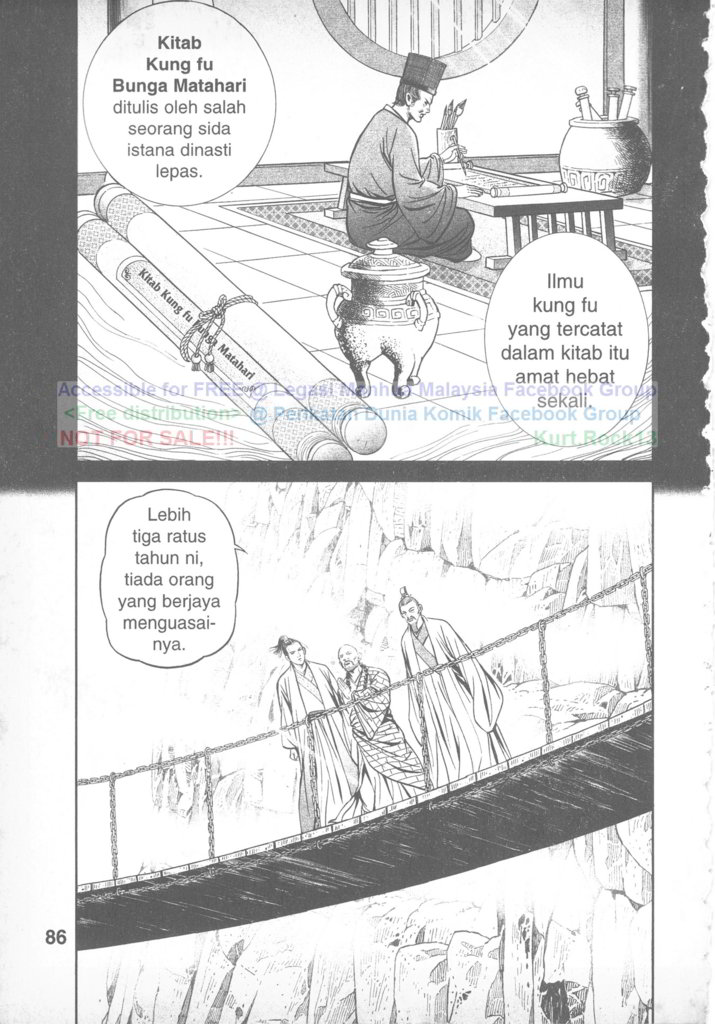 Kitab
Kung fu
Bunga Matahari
ditulis oleh salah
seorang sida
istana dinasti
lepas.
Kitab Kung fu Bunga Matahari
Ilmu
kung fu
yang tercatat
dalam kitab itu
amat hebat
sekali.
Accessible for FREE @ Legasi Manhua Malaysia Facebook Group
<Free distribution> @ Perikatan Dunia Komik Facebook Group
NOT FOR SALE!!! Kurt Rock13
Lebih
tiga ratus
tahun ni,
tiada orang
yang berjaya
menguasai-
nya.
86